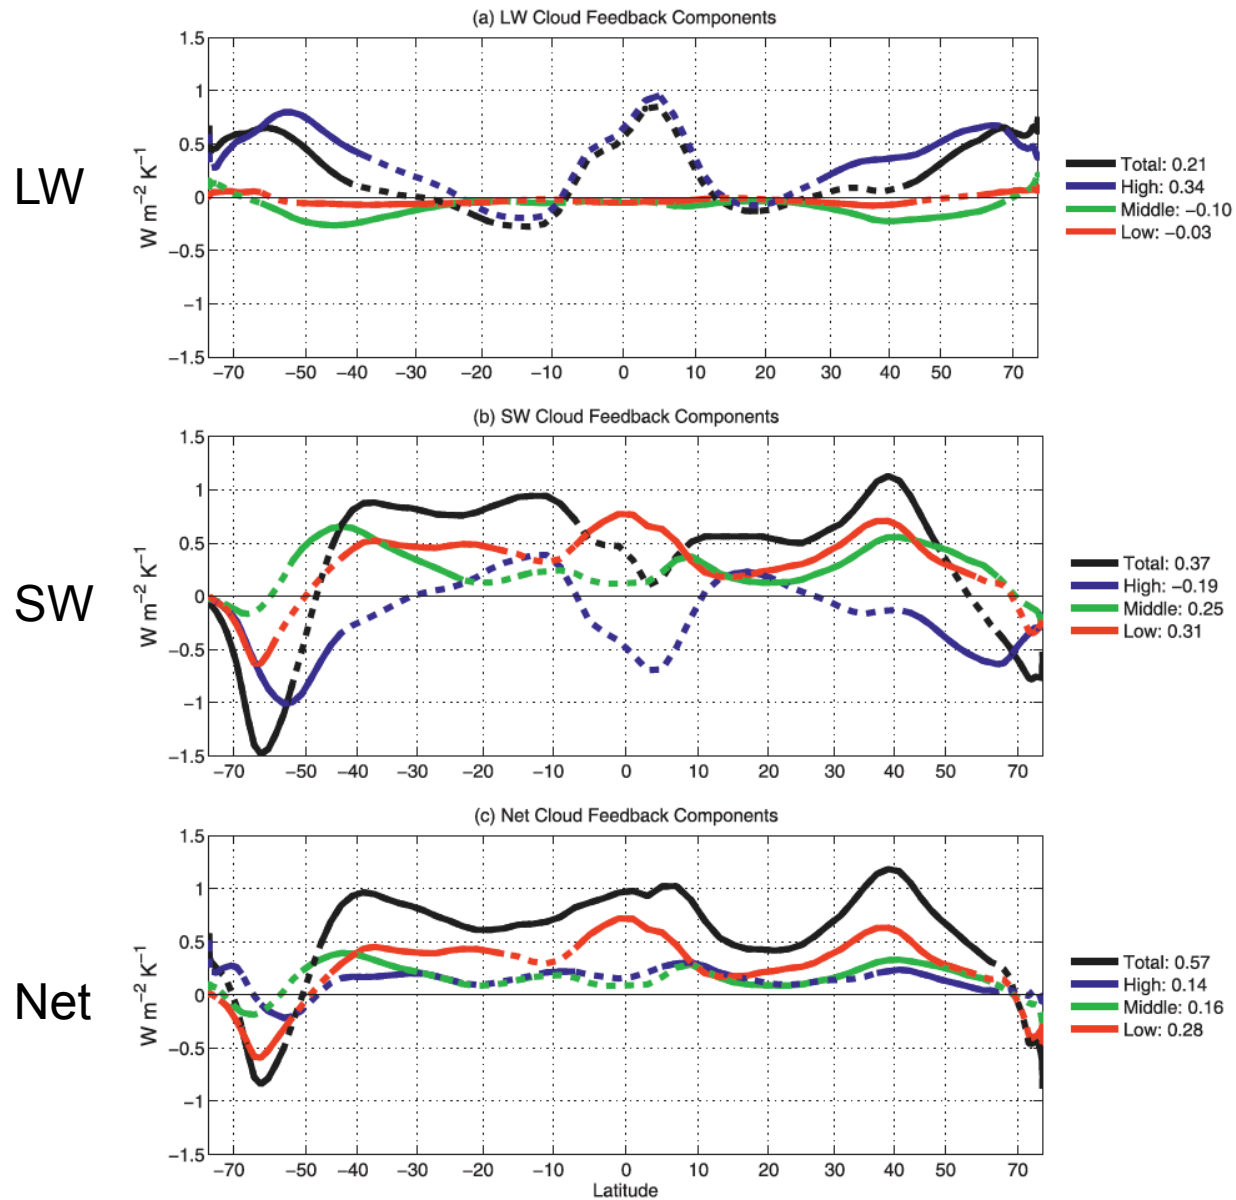 (a) LW Cloud Feedback Components
LW
W m−2 K−1
1.5
1
0.5
0
−0.5
−1
−1.5
−70 −50 −40 −30 −20 −10 0 10 20 30 40 50 70
Total: 0.21
High: 0.34
Middle: −0.10
Low: −0.03
(b) SW Cloud Feedback Components
SW
W m−2 K−1
1.5
1
0.5
0
−0.5
−1
−1.5
−70 −50 −40 −30 −20 −10 0 10 20 30 40 50 70
Total: 0.37
High: −0.19
Middle: 0.25
Low: 0.31
(c) Net Cloud Feedback Components
Net
W m−2 K−1
1.5
1
0.5
0
−0.5
−1
−1.5
−70 −50 −40 −30 −20 −10 0 10 20 30 40 50 70
Latitude
Total: 0.57
High: 0.14
Middle: 0.16
Low: 0.28